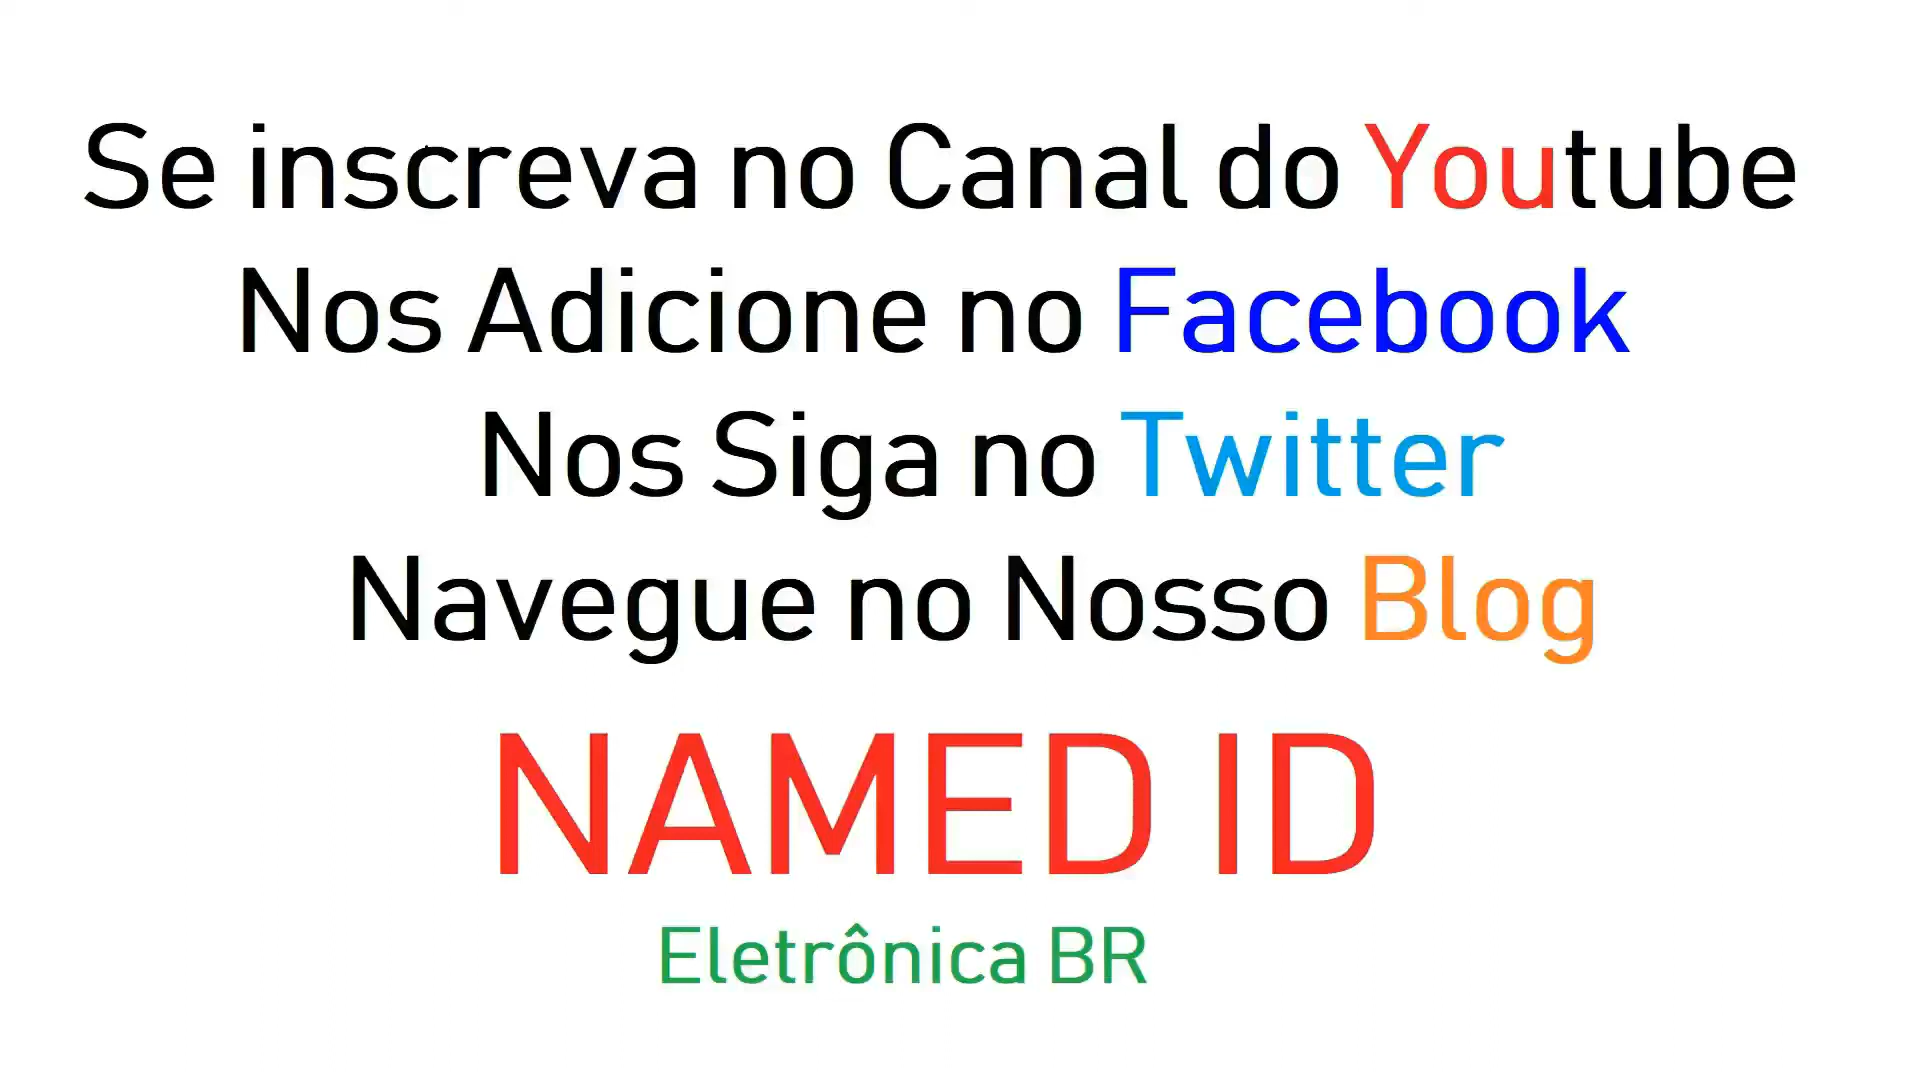 Se inscreva no Canal do Youtube
Nos Adicione no Facebook
Nos Siga no Twitter
Navegue no Nosso Blog
NAMED ID
Eletrônica BR